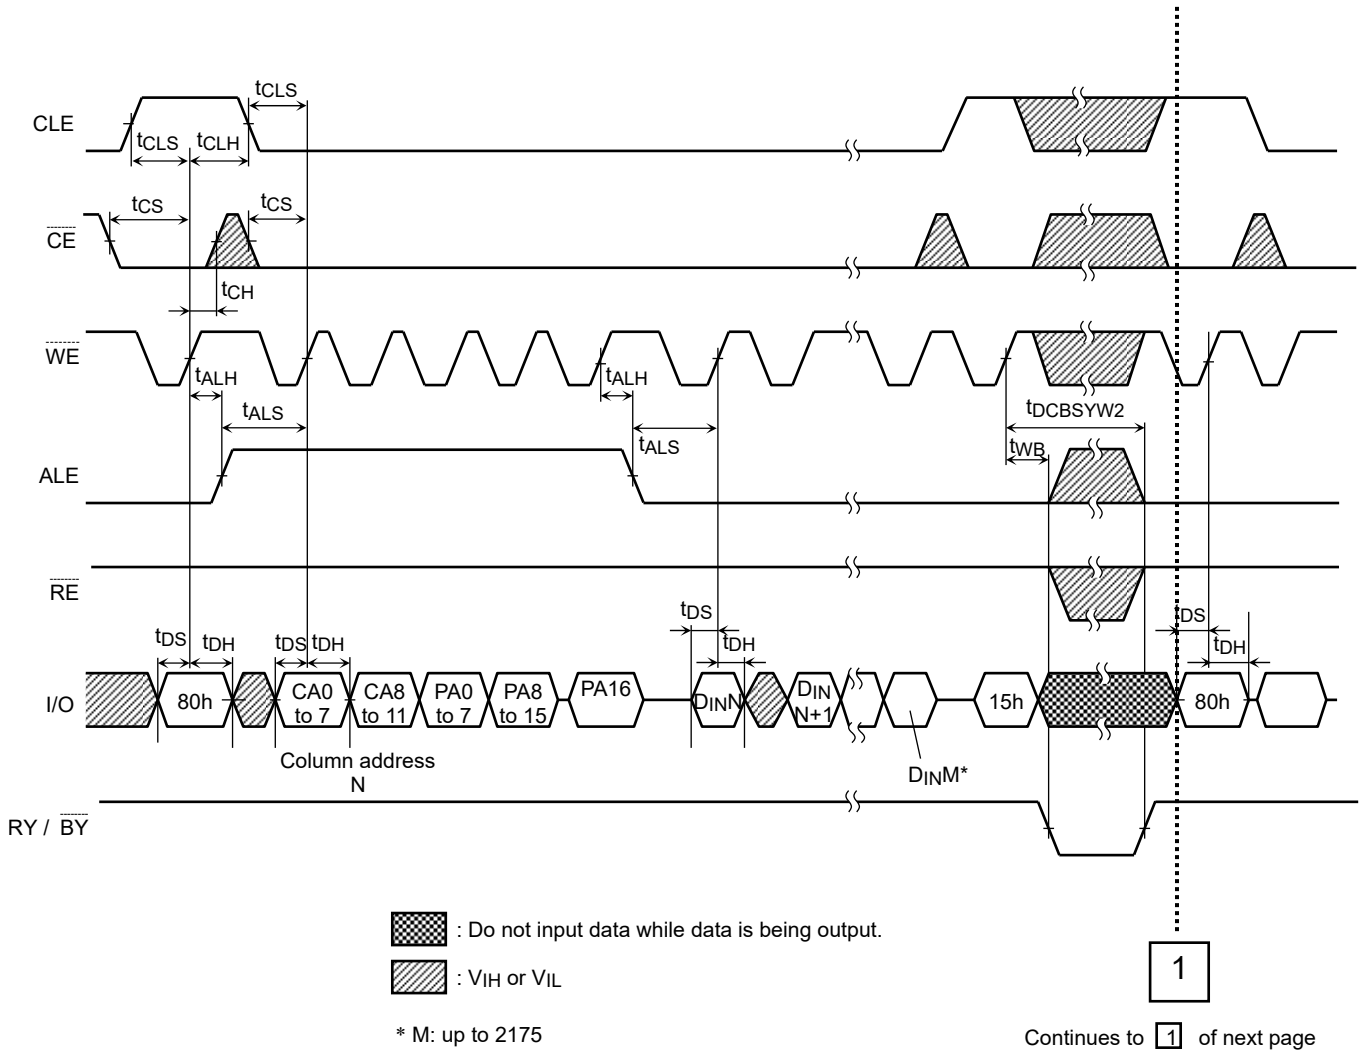 tCLS
CLE
tCLS tCLH
tCS tCS
CE
tCH
WE
tALH tALH
tALS tDCBSYW2
tALS tWB
ALE
RE
tDS tDH tDS tDH tDS tDH tDS tDH
I/O 80h CA0 to 7 CA8 to 11 PA0 to 7 PA8 to 15 PA16 DINN DIN N+1 15h 80h
Column address
N
DINM*
RY / BY
: Do not input data while data is being output.
: VIH or VIL
1
* M: up to 2175
Continues to 1 of next page